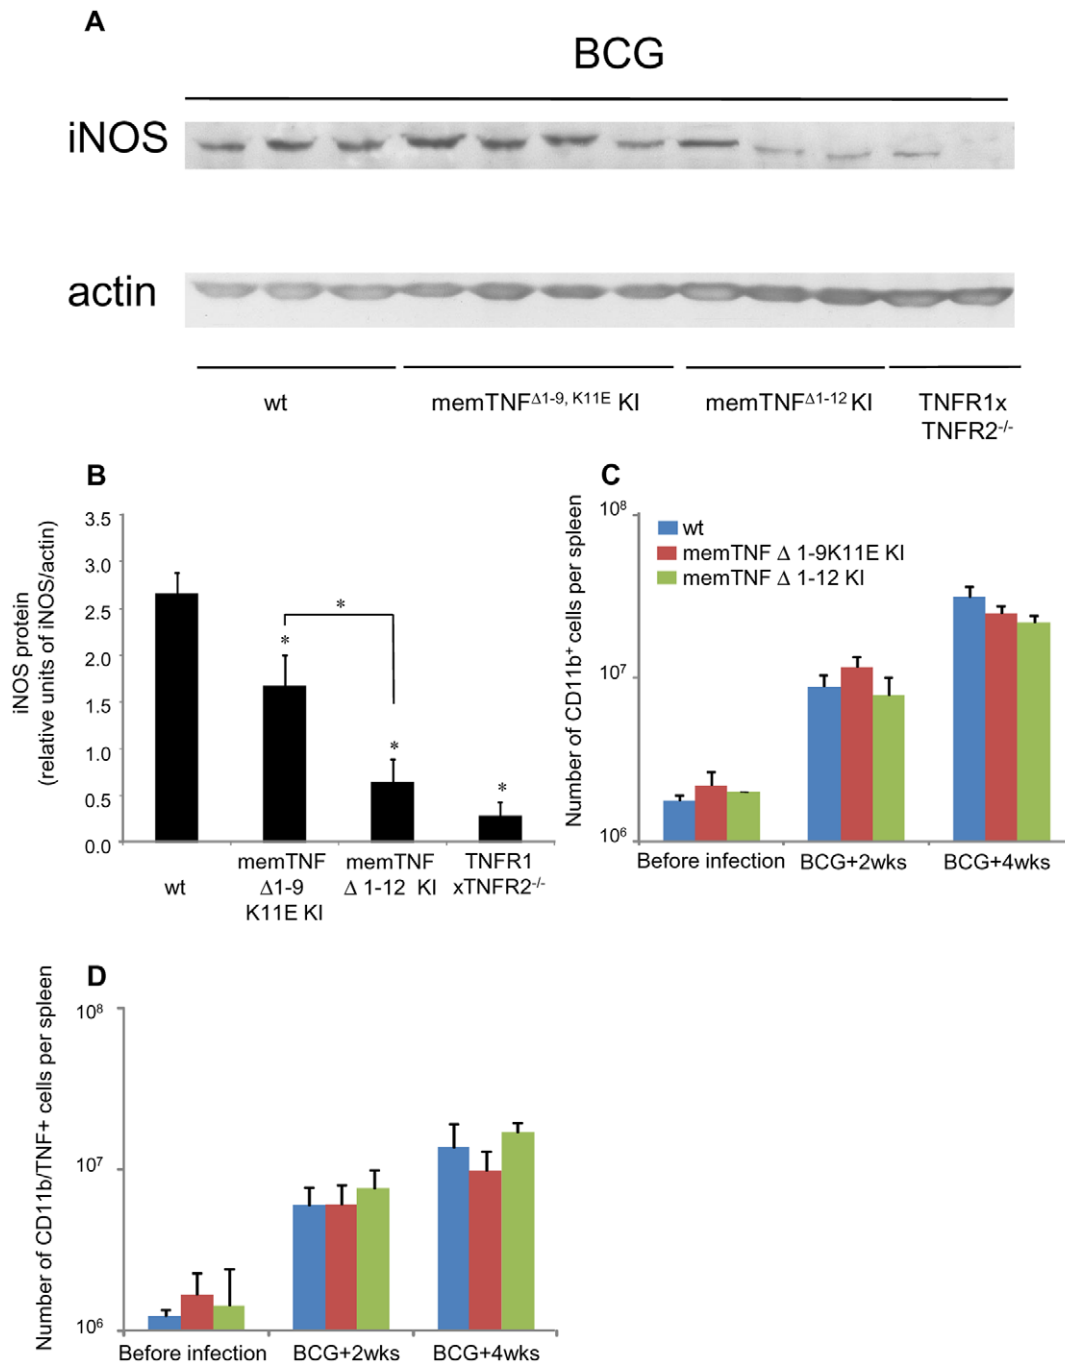 A
BCG
iNOS
actin
wt
memTNF^Δ1-9, K11E KI
memTNF^Δ1-12 KI
TNFR1x
TNFR2^-/-
B
iNOS protein
(relative units of iNOS/actin)
3.5
3.0
2.5
2.0
1.5
1.0
0.5
0.0
*
*
*
*
wt
memTNF
Δ1-9
K11E KI
memTNF
Δ 1-12 KI
TNFR1
xTNFR2^-/-
C
Number of CD11b^+ cells per spleen
10^8
10^7
10^6
wt
memTNF Δ 1-9K11E KI
memTNF Δ 1-12 KI
Before infection
BCG+2wks
BCG+4wks
D
Number of CD11b/TNF+ cells per spleen
10^8
10^7
10^6
Before infection
BCG+2wks
BCG+4wks